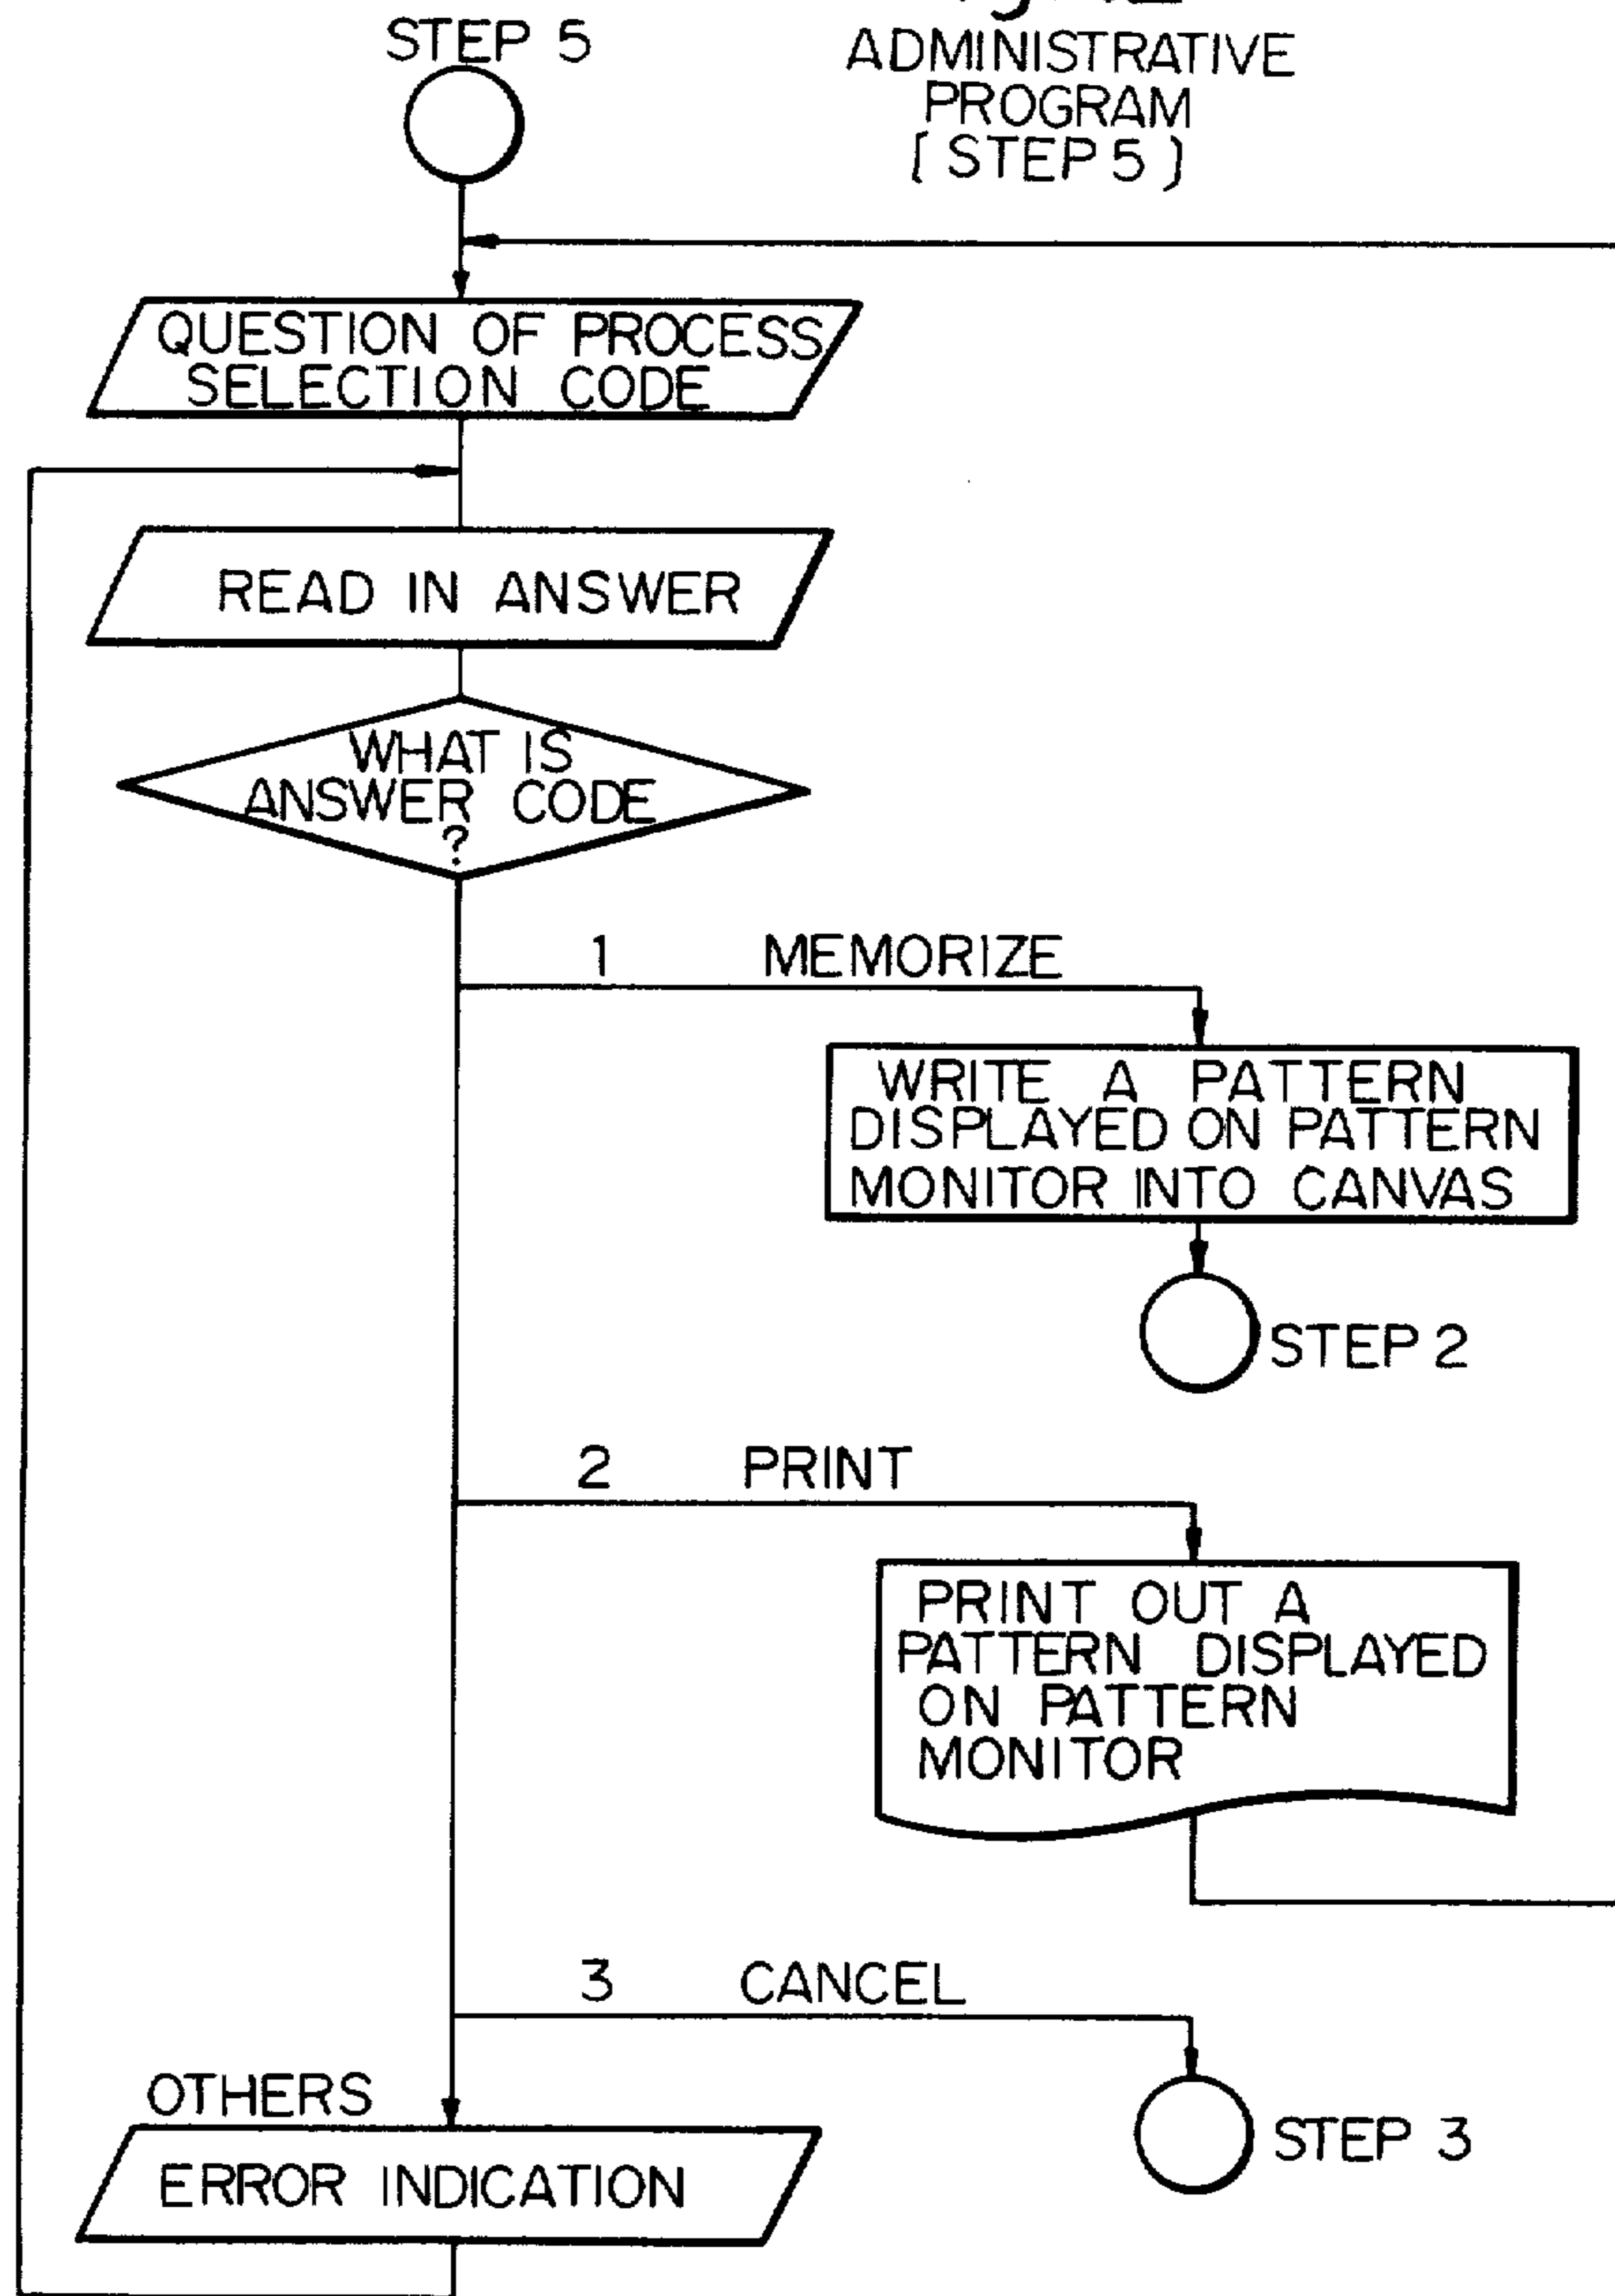 STEP 5
ADMINISTRATIVE
PROGRAM
[ STEP 5 )
QUESTION OF PROCESS
SELECTION CODE
READ IN ANSWER
WHAT IS
ANSWER CODE
?
1 MEMORIZE
WRITE A PATTERN
DISPLAYED ON PATTERN
MONITOR INTO CANVAS
STEP 2
2 PRINT
PRINT OUT A
PATTERN DISPLAYED
ON PATTERN
MONITOR
3 CANCEL
STEP 3
OTHERS
ERROR INDICATION